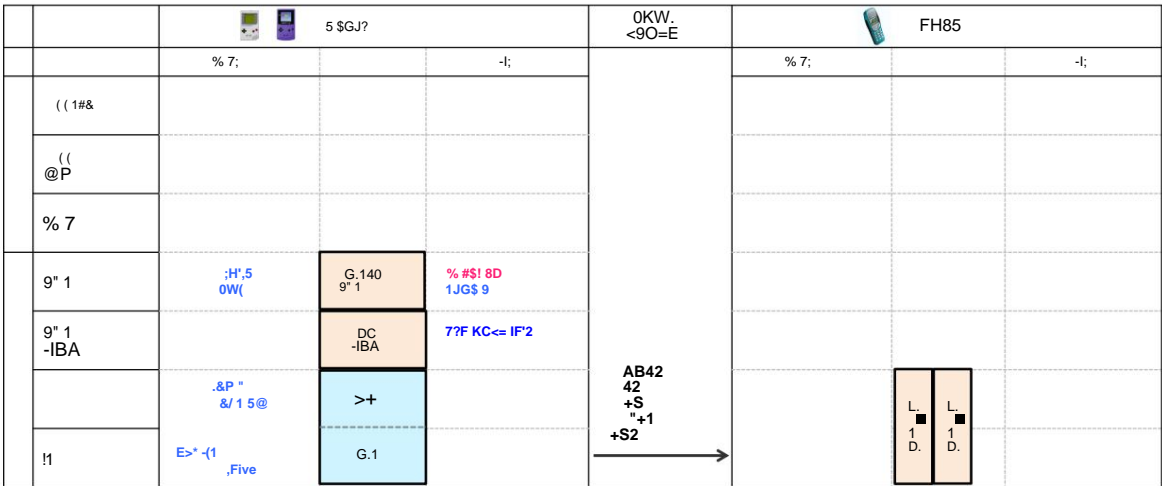 5 $GJ?
0KW.
<9O=E
FH85
% 7;
-I;
% 7;
-I;
( ( 1#&
( (
@P
% 7
9" 1
;H',5
0W(
G.140
9" 1
% #$! 8D
1JG$ 9
9" 1
-IBA
DC
-IBA
7?F KC<= IF'2
.&P "
&/ 1 5@
>+
AB42
42
+S
"+1
+S2
L.
■
1
D.
L.
■
1
D.
!1
E>* -(1
,Five
G.1